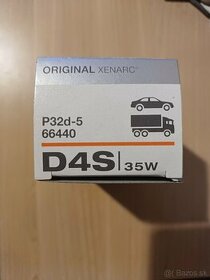 ORIGINAL XENARC®
P32d-5
66440
D4S | 35W
Bazos.sk